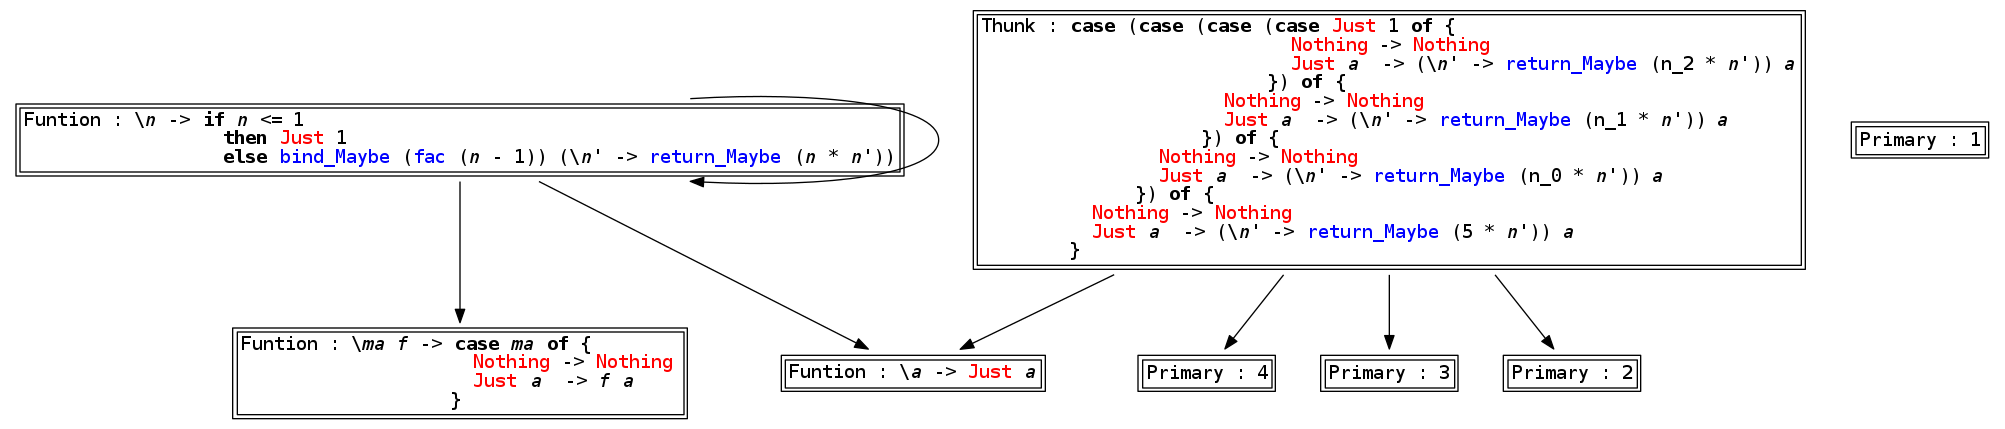 Thunk : case (case (case (case Just 1 of {
Nothing -> Nothing
Just a  -> (\n' -> return_Maybe (n_2 * n')) a
}) of {
Nothing -> Nothing
Just a  -> (\n' -> return_Maybe (n_1 * n')) a
}) of {
Nothing -> Nothing
Just a  -> (\n' -> return_Maybe (n_0 * n')) a
}) of {
Nothing -> Nothing
Just a  -> (\n' -> return_Maybe (5 * n')) a
}
Funtion : \n -> if n <= 1
then Just 1
else bind_Maybe (fac (n - 1)) (\n' -> return_Maybe (n * n'))
Primary : 1
Funtion : \ma f -> case ma of {
Nothing -> Nothing
Just a  -> f a
}
Funtion : \a -> Just a
Primary : 4
Primary : 3
Primary : 2